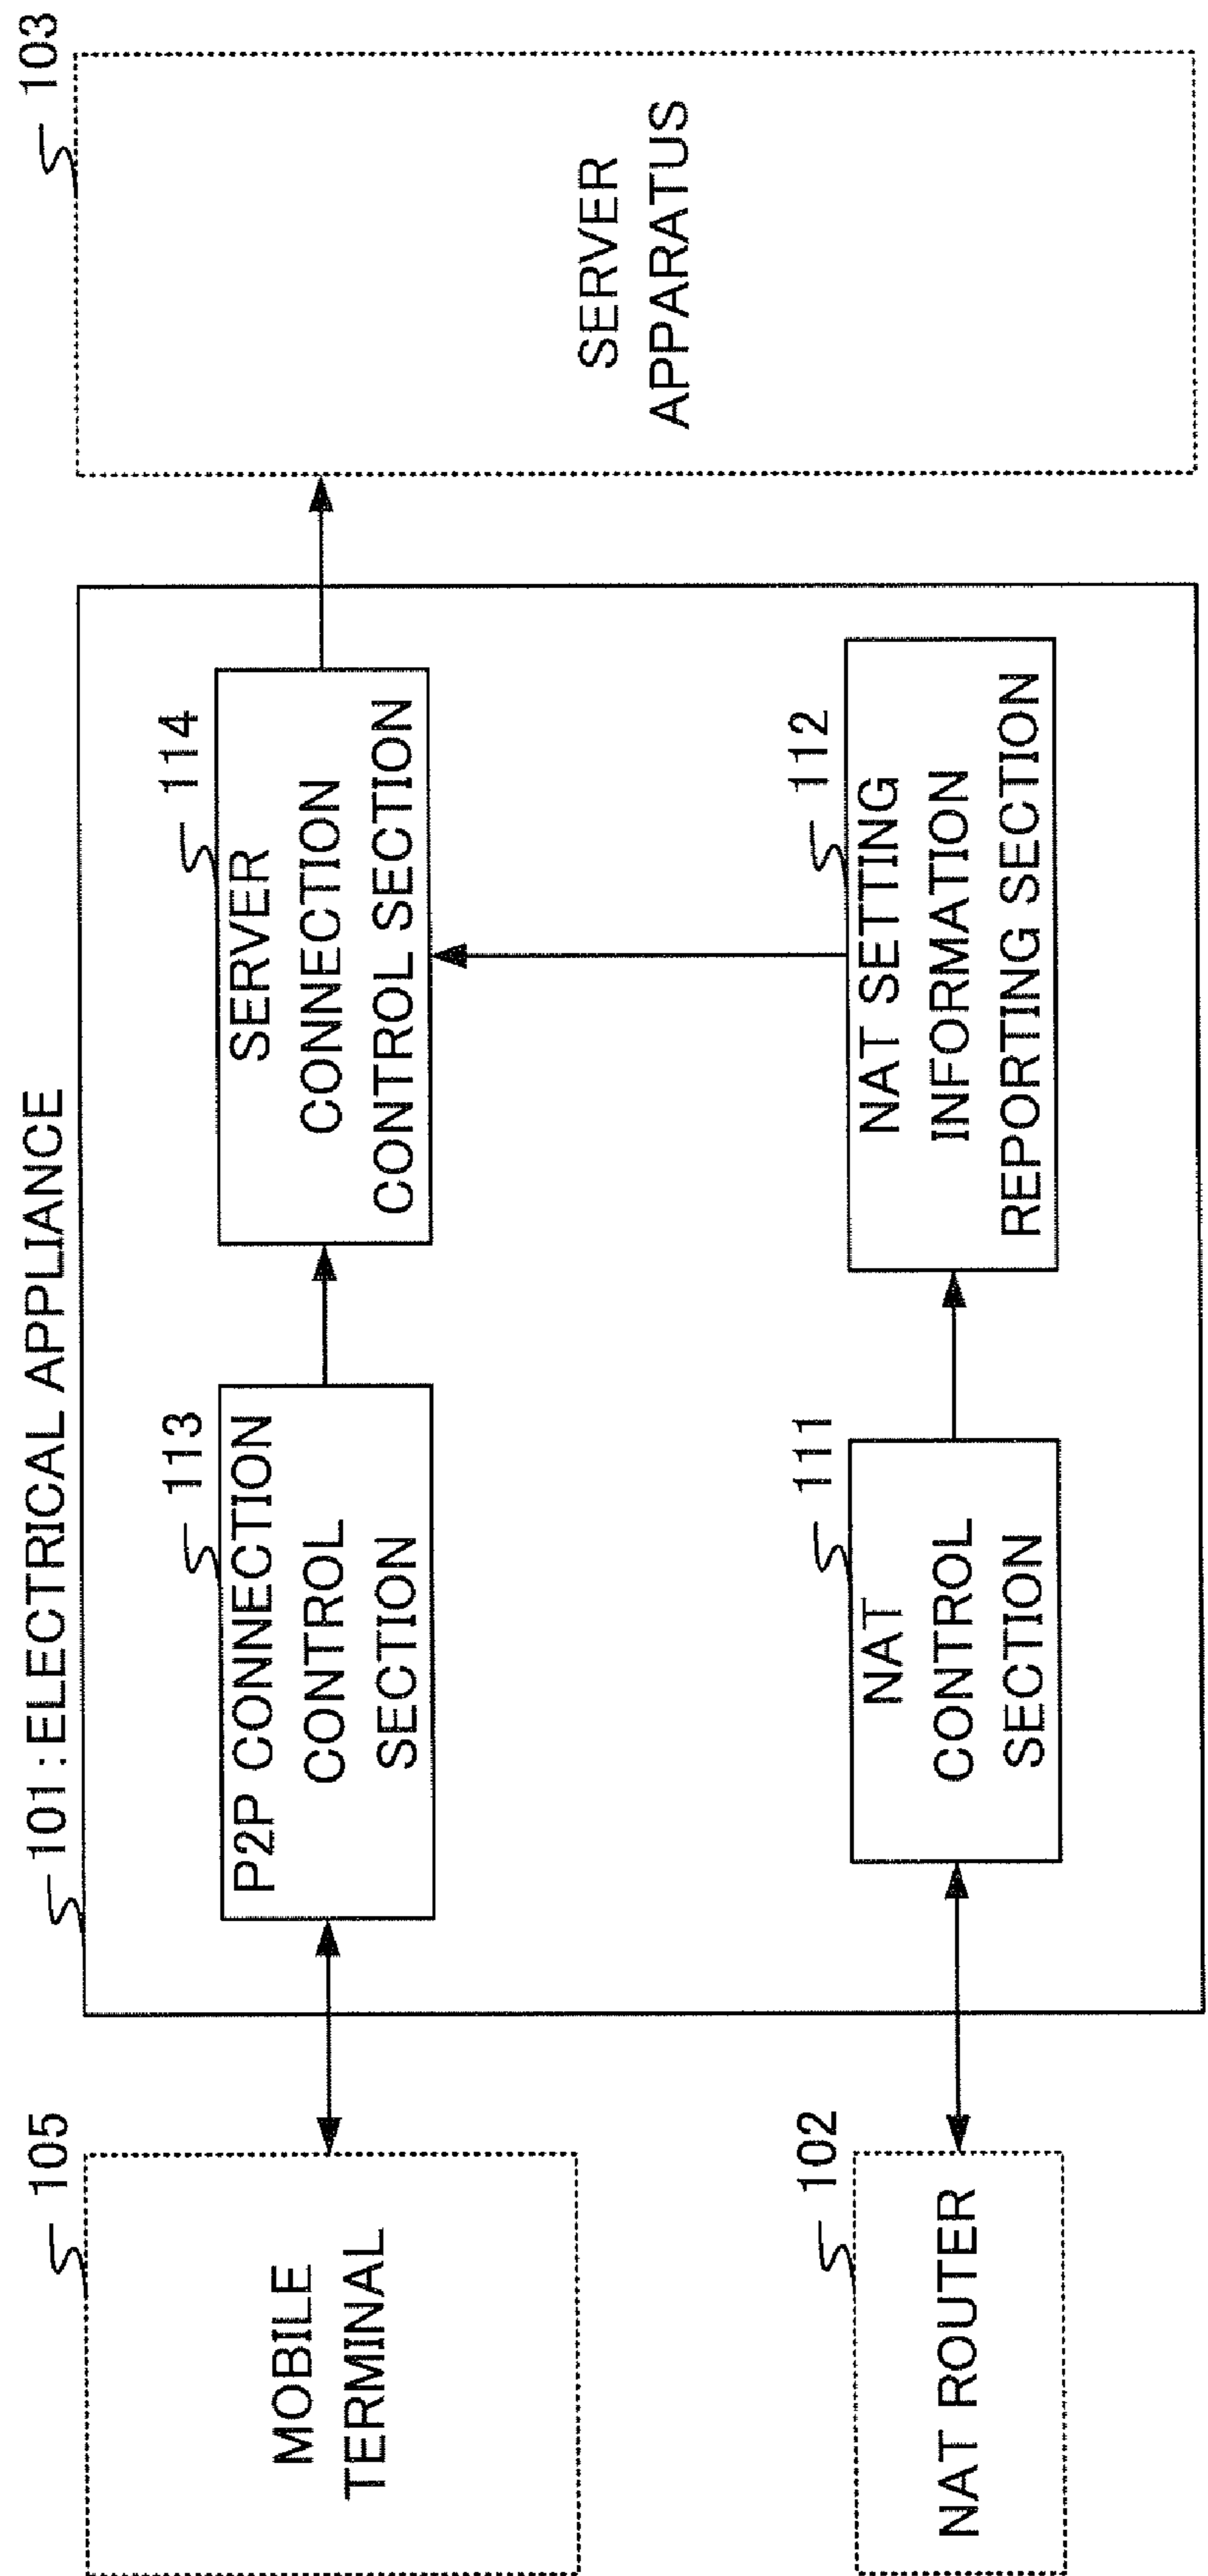 101:ELECTRICAL APPLIANCE
105
MOBILE
TERMINAL
113
P2P CONNECTION
CONTROL
SECTION
114
SERVER
CONNECTION
CONTROL SECTION
103
SERVER
APPARATUS
102
NAT ROUTER
111
NAT
CONTROL
SECTION
112
NAT SETTING
INFORMATION
REPORTING SECTION